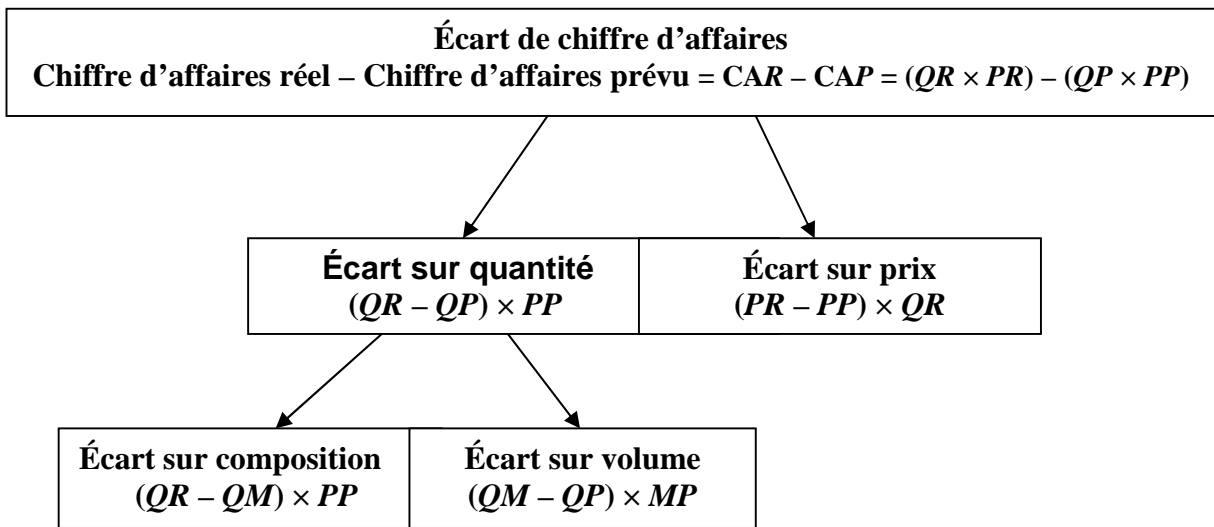 Écart de chiffre d’affaires
Chiffre d’affaires réel – Chiffre d’affaires prévu = CAR – CAP = (QR × PR) – (QP × PP)
Écart sur quantité
(QR – QP) × PP
Écart sur prix
(PR – PP) × QR
Écart sur composition
(QR – QM) × PP
Écart sur volume
(QM – QP) × MP